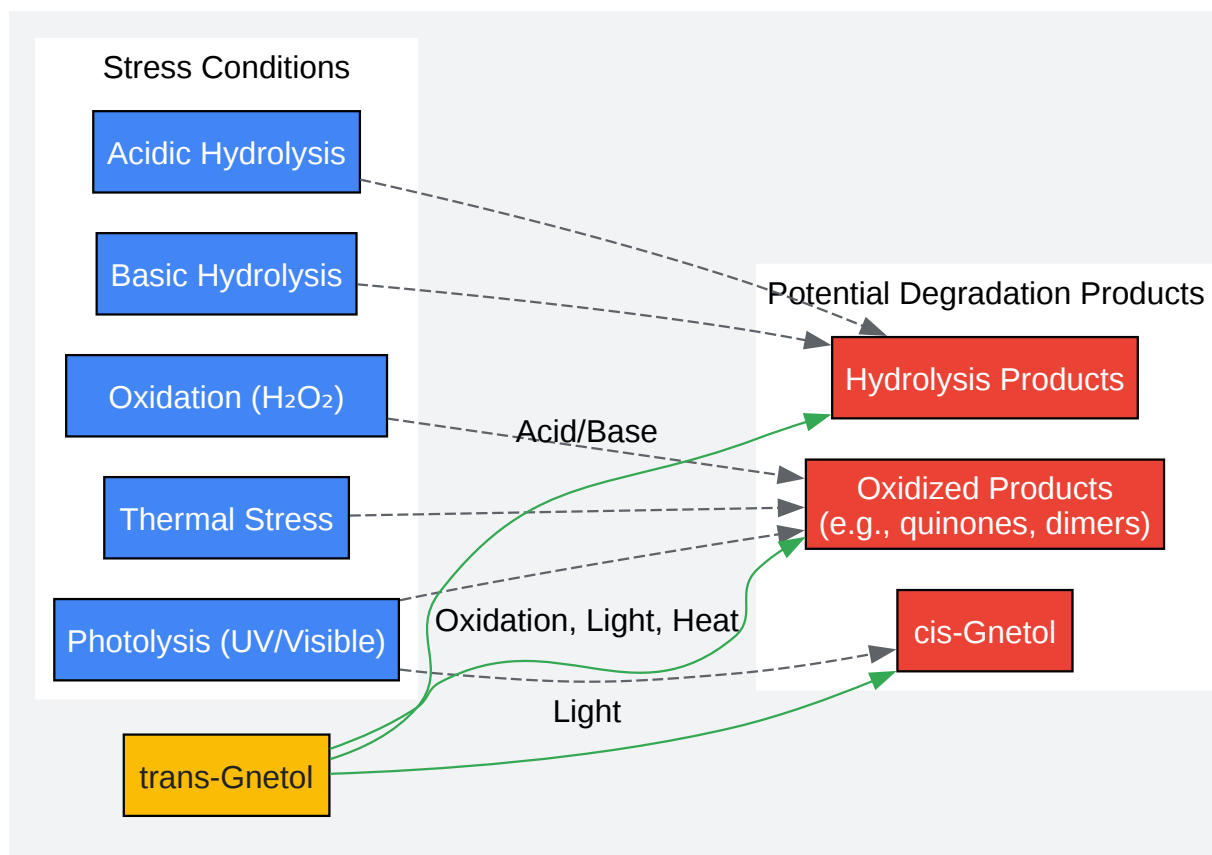 Stress Conditions
Acidic Hydrolysis
Basic Hydrolysis
Oxidation (H₂O₂)
Thermal Stress
Photolysis (UV/Visible)
trans-Gnetol
Acid/Base
Oxidation, Light, Heat
Light
Potential Degradation Products
Hydrolysis Products
Oxidized Products
(e.g., quinones, dimers)
cis-Gnetol